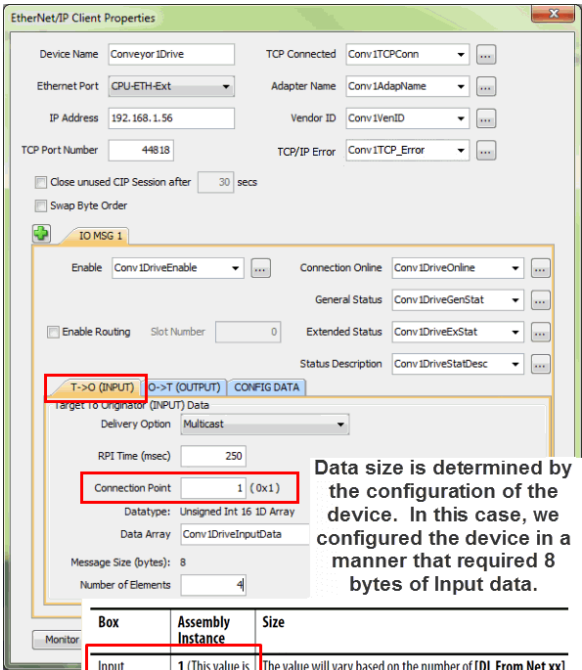 EtherNet/IP Client Properties
Device Name Conveyor1Drive TCP Connected Conv1TCPConn ...
Ethernet Port CPU-ETH-Ext Adapter Name Conv1AdapName ...
IP Address 192.168.1.56 Vendor ID Conv1VenID ...
TCP Port Number 44818 TCP/IP Error Conv1TCP_Error ...
Close unused CIP Session after 30 secs
Swap Byte Order
IO MSG 1
Enable Conv1DriveEnable ... Connection Online Conv1DriveOnline ...
General Status Conv1DriveGenStat ...
Enable Routing Slot Number 0 Extended Status Conv1DriveExStat ...
Status Description Conv1DriveStatDesc ...
T->O (INPUT) O->T (OUTPUT) CONFIG DATA
Target To Originator (INPUT) Data
Delivery Option Multicast
RPI Time (msec) 250
Connection Point 1 (0x1)
Datatype: Unsigned Int 16 1D Array
Data Array Conv1DriveInputData
Message Size (bytes): 8
Number of Elements 4
Data size is determined by
the configuration of the
device. In this case, we
configured the device in a
manner that required 8
bytes of Input data.
Monitor
Box Assembly Instance Size
Input 1 (This value is The value will vary based on the number of [DL From Net xx]